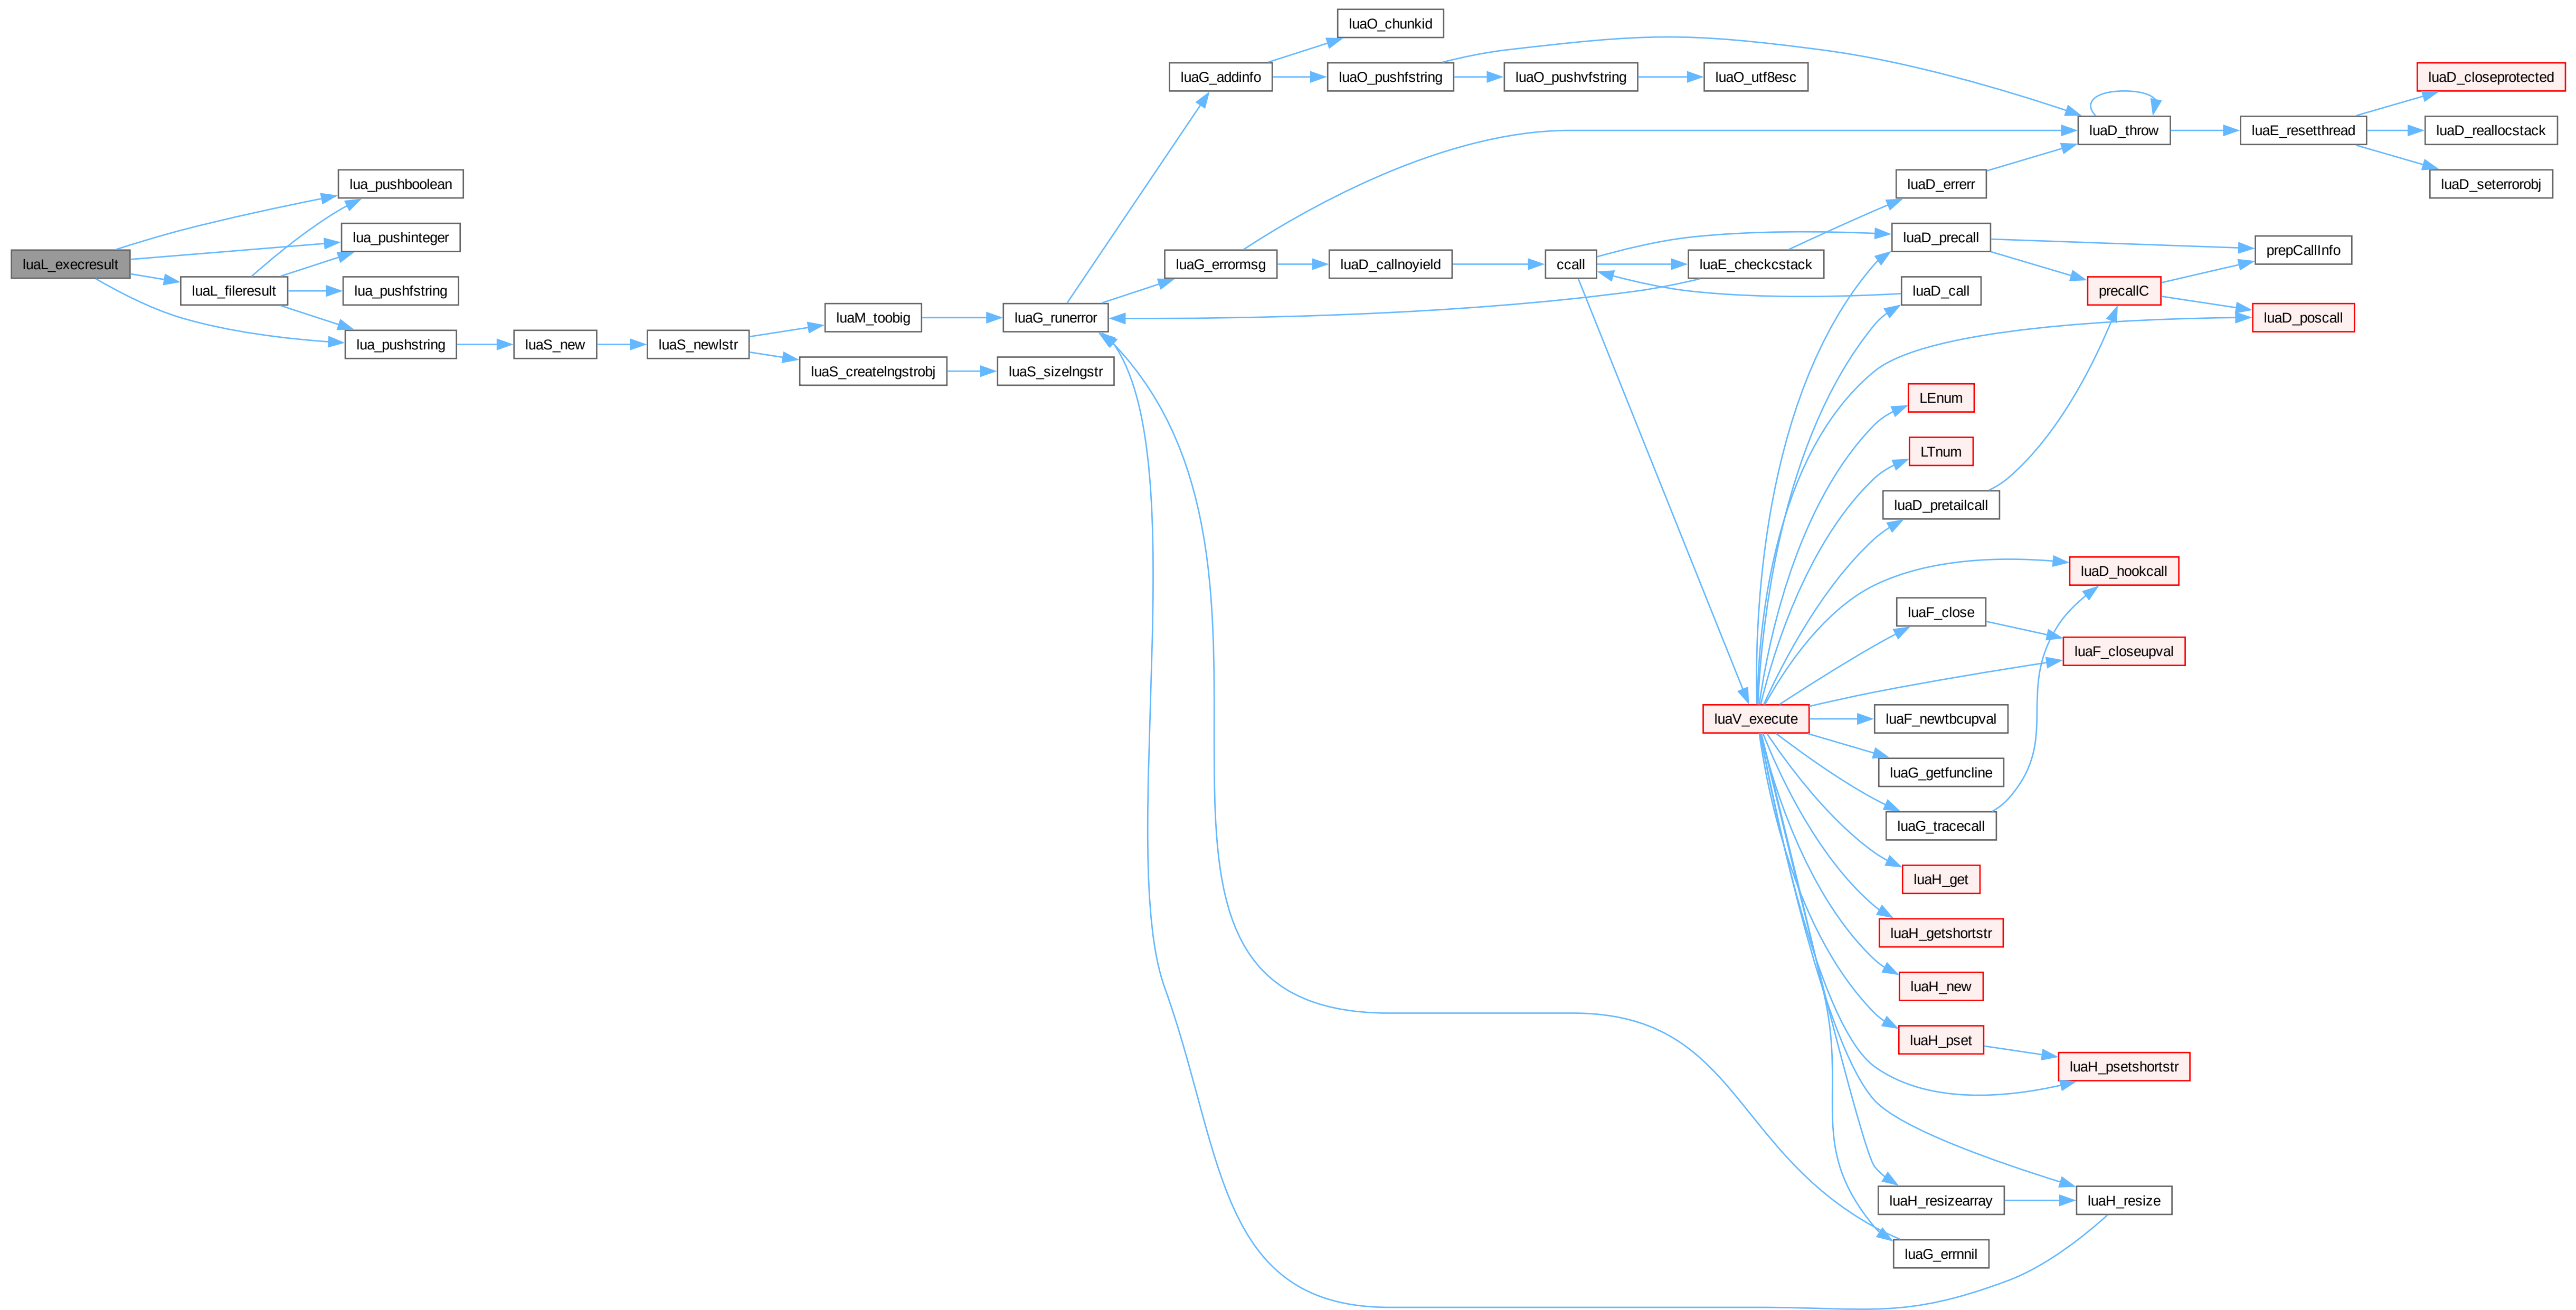 luaO_chunkid
luaG_addinfo
luaO_pushfstring
luaO_pushvfstring
luaO_utf8esc
luaD_closeprotected
luaD_throw
luaE_resetthread
luaD_reallocstack
lua_pushboolean
luaD_errerr
luaD_seterrorobj
lua_pushinteger
luaD_precall
prepCallInfo
luaL_execresult
luaG_errormsg
luaD_callnoyield
ccall
luaE_checkcstack
luaL_fileresult
lua_pushfstring
luaD_call
precallC
luaM_toobig
luaG_runerror
luaD_poscall
lua_pushstring
luaS_new
luaS_newlstr
luaS_createlngstrobj
luaS_sizelngstr
LEnum
LTnum
luaD_pretailcall
luaD_hookcall
luaF_close
luaF_closeupval
luaV_execute
luaF_newtbcupval
luaG_getfuncline
luaG_tracecall
luaH_get
luaH_getshortstr
luaH_new
luaH_pset
luaH_psetshortstr
luaH_resizearray
luaH_resize
luaG_errnnil